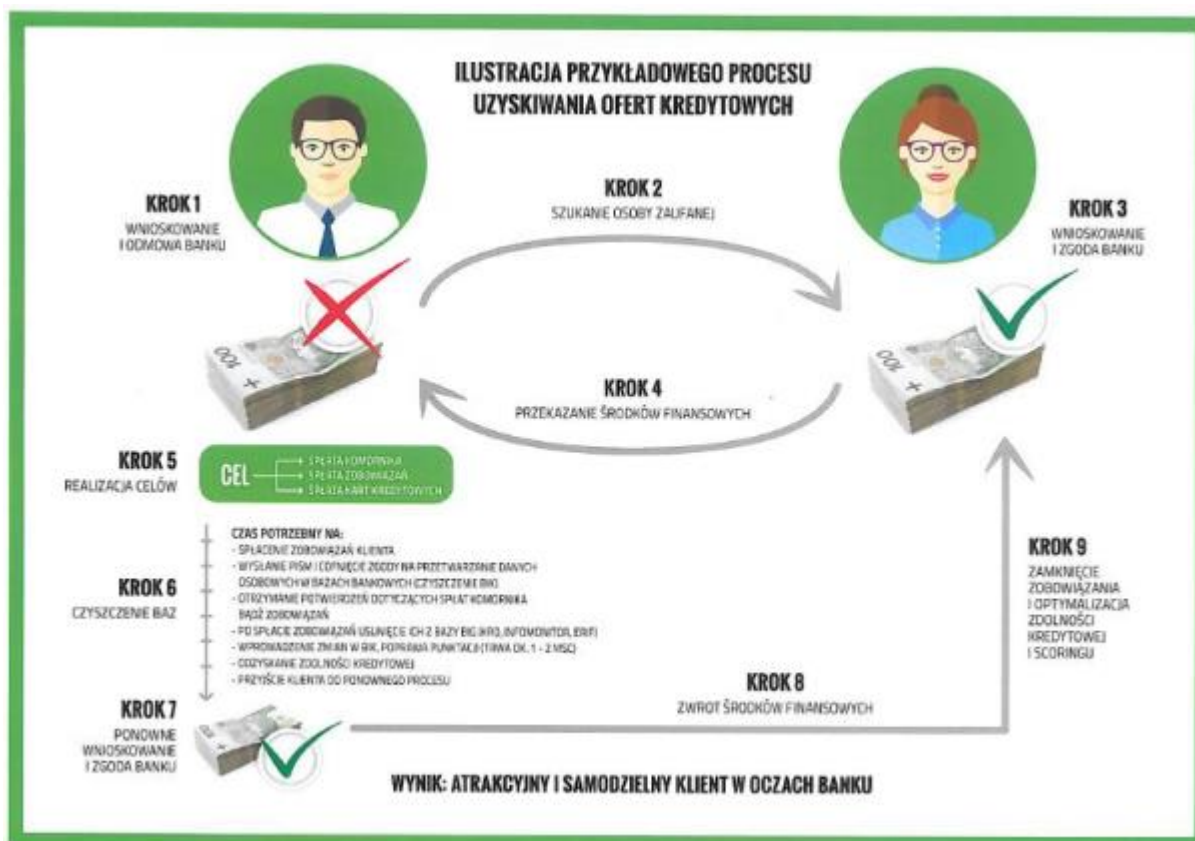 ILUSTRACJA PRZYKŁADOWEGO PROCESU
UZYSKIWANIA OFERT KREDYTOWYCH
KROK 1
WNIOSKOWANIE
I ODMOWA BANKU
KROK 2
SZUKANIE OSOBY ZAUFANEJ
KROK 3
WNIOSKOWANIE
I ZGODA BANKU
100
100
KROK 4
PRZEKAZANIE ŚRODKÓW FINANSOWYCH
KROK 5
REALIZACJA CELÓW
CEL
SPŁATA KOMORNIKA
SPŁATA ZOBOWIĄZAŃ
SPŁATA KART KREDYTOWYCH
KROK 6
CZYSZCZENIE BAZ
CZAS POTRZEBNY NA:
- SPŁACENIE ZOBOWIĄZAŃ KLIENTA
- WYSŁANIE PISM I COFNIĘCIE ZGODY NA PRZETWARZANIE DANYCH
OSOBOWYCH W BAZACH BANKOWYCH (CZYSZCZENIE BIK)
- OTRZYMANIE POTWIERDZEŃ DOTYCZĄCYCH SPŁAT KOMORNIKA
BĄDŹ ZOBOWIĄZAŃ
- PO SPŁACIE ZOBOWIĄZAŃ USUNIĘCIE ICH Z BAZY BIG (KRD, INFOMONITOR, ERIF)
- WPROWADZENIE ZMIAN W BIK, POPRAWA PUNKTACJI (TRWA OK. 1 - 2 MSC)
- ODZYSKANIE ZDOLNOŚCI KREDYTOWEJ
- PRZYJŚCIE KLIENTA DO PONOWNEGO PROCESU
KROK 7
PONOWNE
WNIOSKOWANIE
I ZGODA BANKU
KROK 8
ZWROT ŚRODKÓW FINANSOWYCH
KROK 9
ZAMKNIĘCIE
ZOBOWIĄZANIA
I OPTYMALIZACJA
ZDOLNOŚCI
KREDYTOWEJ
I SCORINGU
WYNIK: ATRAKCYJNY I SAMODZIELNY KLIENT W OCZACH BANKU